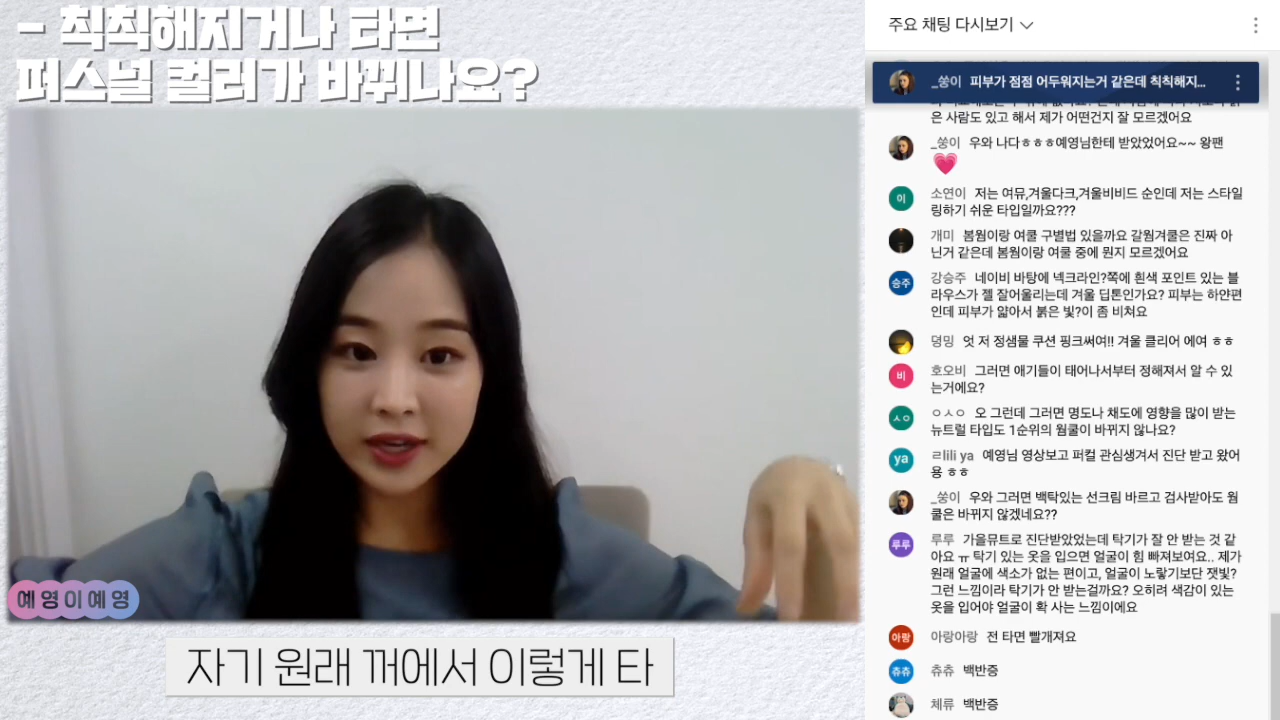 - 칙칙해지거나 타면
퍼스널 컬러가 바뀌나요?
예영이예영
자기 원래 꺼에서 이렇게 타
주요 채팅 다시보기
_쏭이 피부가 점점 어두워지는거 같은데 칙칙해지...
은 사람도 있고 해서 제가 어떤건지 잘 모르겠어요
_쏭이 우와 나다ㅎㅎㅎ예영님한테 받았었어요~~ 왕팬
💗
이
소연이 저는 여뮤,겨울다크,겨울비비드 순인데 저는 스타일
링하기 쉬운 타입일까요???
개미 봄웜이랑 여쿨 구별법 있을까요 갈웜겨쿨은 진짜 아
닌거 같은데 봄웜이랑 여쿨 중에 뭔지 모르겠어요
승주
강승주 네이비 바탕에 넥크라인?쪽에 흰색 포인트 있는 블
라우스가 젤 잘어울리는데 겨울 딥톤인가요? 피부는 하얀편
인데 피부가 얇아서 붉은 빛?이 좀 비쳐요
뎡밍 엇 저 정샘물 쿠션 핑크써여!! 겨울 클리어 에여 ㅎㅎ
비
호오비 그러면 애기들이 태어나서부터 정해져서 알 수 있
는거에요?
ㅅㅇ
ㅇㅅㅇ 오 그런데 그러면 명도나 채도에 영향을 많이 받는
뉴트럴 타입도 1순위의 웜쿨이 바뀌지 않나요?
ya
ㄹlili ya 예영님 영상보고 퍼컬 관심생겨서 진단 받고 왔어
용 ㅎㅎ
_쏭이 우와 그러면 백탁있는 선크림 바르고 검사받아도 웜
쿨은 바뀌지 않겠네요??
루루
루루 가을뮤트로 진단받았었는데 탁기가 잘 안 받는 것 같
아요 ㅠ 탁기 있는 옷을 입으면 얼굴이 힘 빠져보여요.. 제가
원래 얼굴에 색소가 없는 편이고, 얼굴이 노랗기보단 잿빛?
그런 느낌이라 탁기가 안 받는걸까요? 오히려 색감이 있는
옷을 입어야 얼굴이 확 사는 느낌이에요
아랑
아랑아랑 전 타면 빨개져요
츄츄
츄츄 백반증
체류 백반증